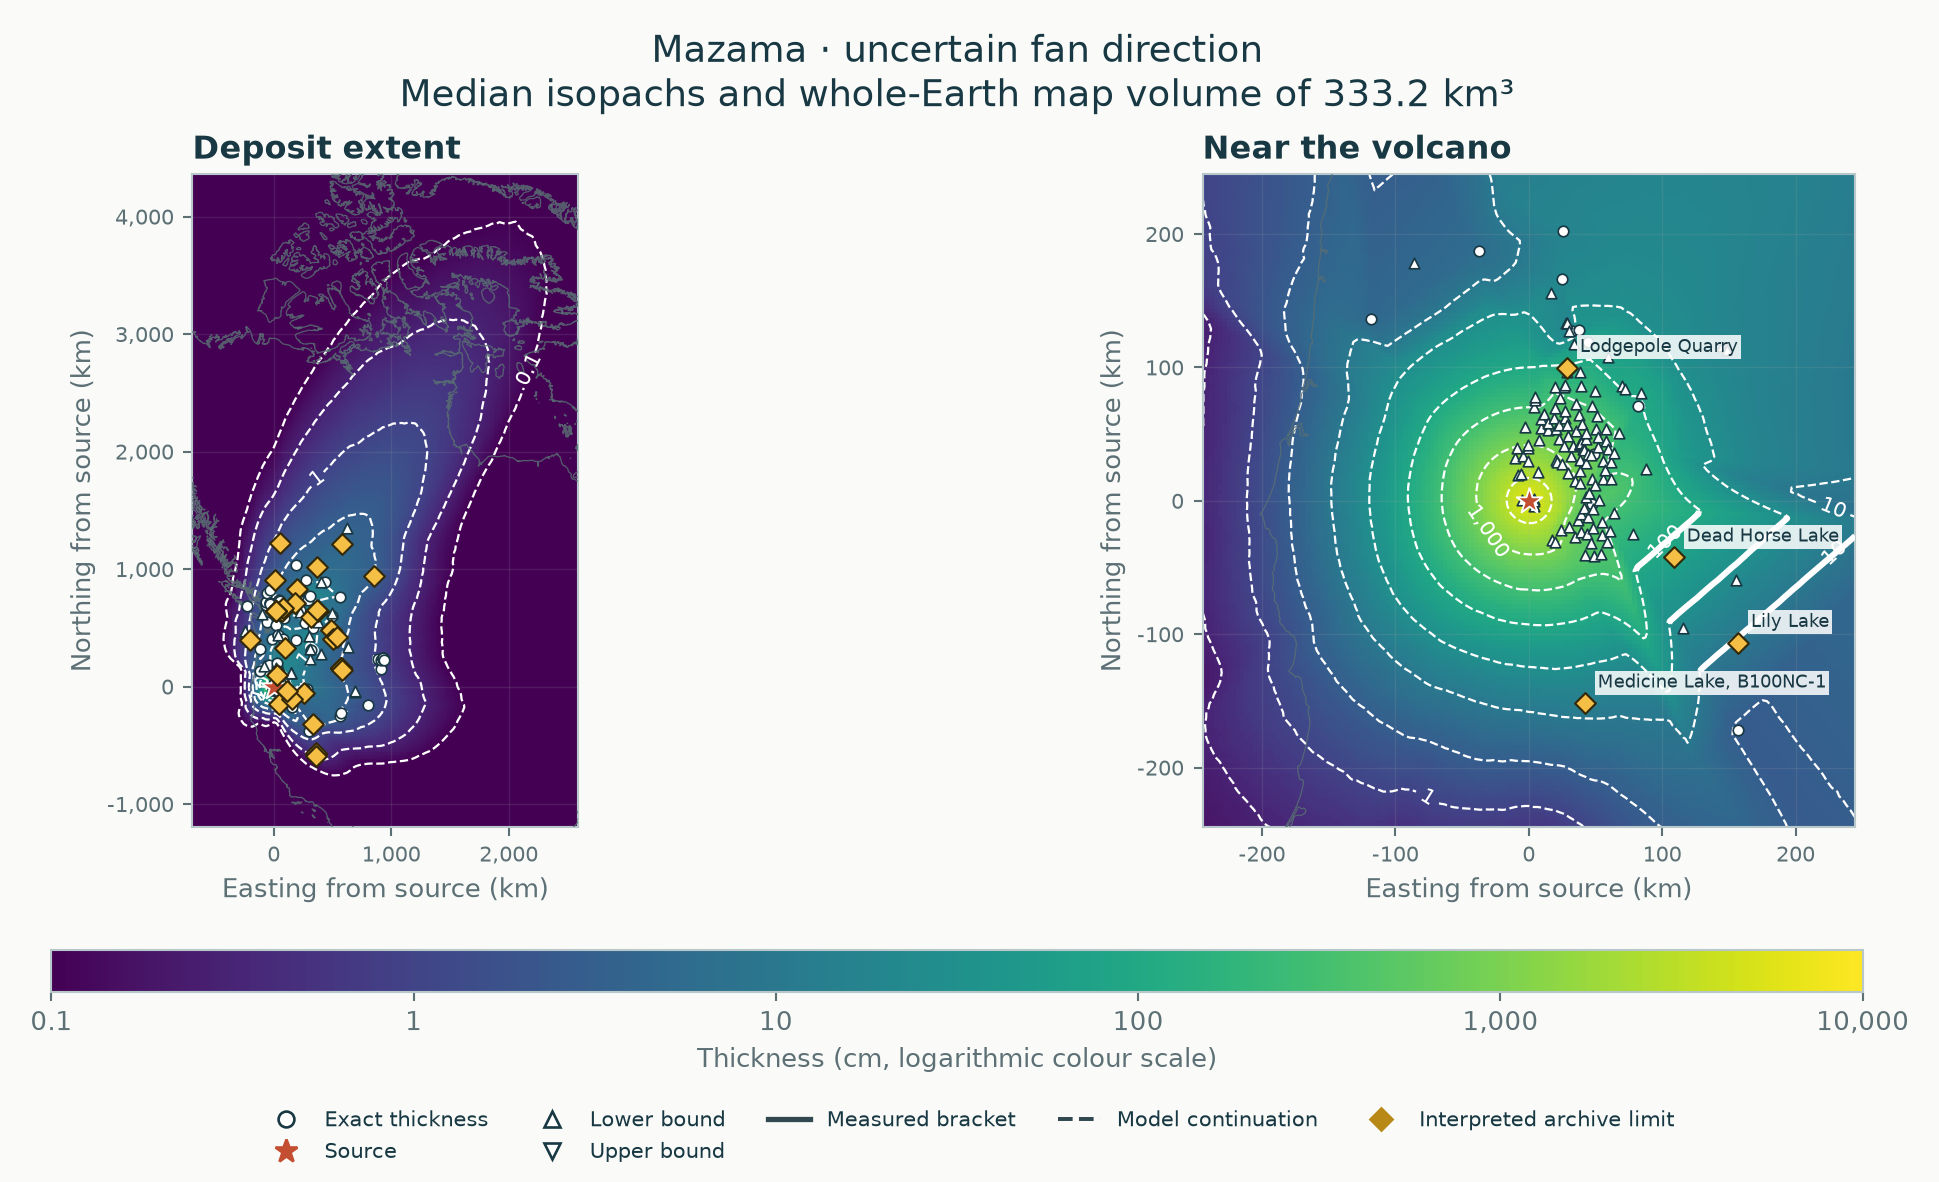 Mazama · uncertain fan direction
Median isopachs and whole-Earth map volume of 333.2 km³
Deposit extent
Near the volcano
4,000
3,000
2,000
1,000
0
-1,000
0
1,000
2,000
Northing from source (km)
Easting from source (km)
0.1
1
200
100
0
-100
-200
-200
-100
0
100
200
Northing from source (km)
Easting from source (km)
Lodgepole Quarry
10
1,000
Dead Horse Lake
Lily Lake
Medicine Lake, B100NC-1
1
0.1
1
10
100
1,000
10,000
Thickness (cm, logarithmic colour scale)
Exact thickness
Lower bound
Measured bracket
Model continuation
Interpreted archive limit
Source
Upper bound